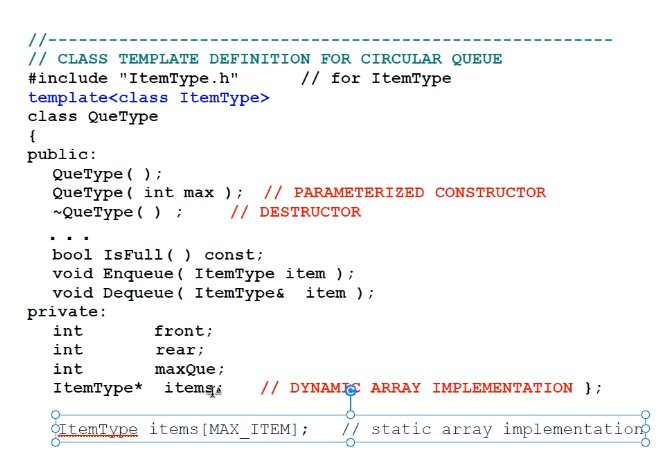 //--------------------------------------------------------
// CLASS TEMPLATE DEFINITION FOR CIRCULAR QUEUE
#include "ItemType.h"      // for ItemType
template<class ItemType>
class QueType
{
public:
QueType( );
QueType( int max );  // PARAMETERIZED CONSTRUCTOR
~QueType( ) ;     // DESTRUCTOR
. . .
bool IsFull( ) const;
void Enqueue( ItemType item );
void Dequeue( ItemType&  item );
private:
int       front;
int       rear;
int       maxQue;
ItemType*  items;    // DYNAMIC ARRAY IMPLEMENTATION };
ItemType items[MAX_ITEM];   // static array implementation